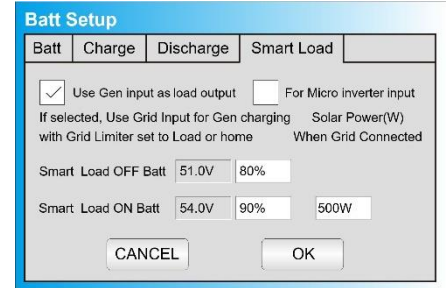 Batt Setup
Batt Charge Discharge Smart Load
Use Gen input as load output For Micro inverter input
If selected, Use Grid Input for Gen charging Solar Power(W)
with Grid Limiter set to Load or home When Grid Connected
Smart Load OFF Batt 51.0V 80%
Smart Load ON Batt 54.0V 90% 500W
CANCEL OK